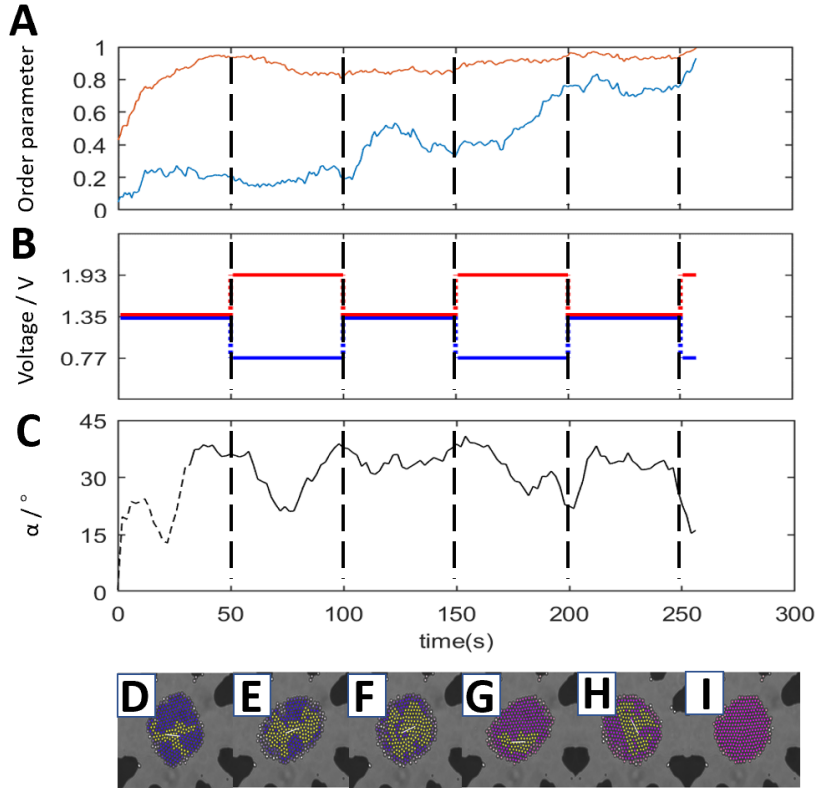 A
Order parameter
1
0.8
0.6
0.4
0.2
0
B
Voltage / V
1.93
1.35
0.77
C
α / °
45
30
15
0
0 50 100 150 200 250 300
time(s)
D E F G H I